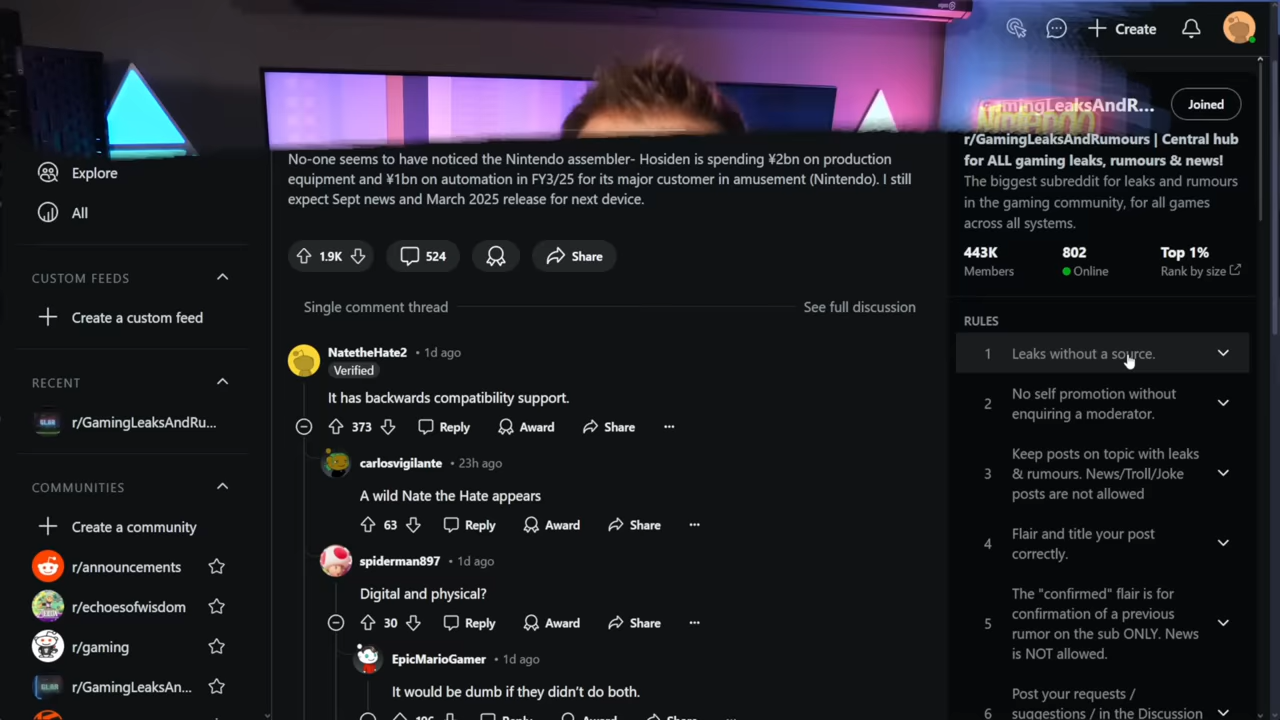 Create
GamingLeaksAndR...
Joined
r/GamingLeaksAndRumours | Central hub
for ALL gaming leaks, rumours & news!
The biggest subreddit for leaks and rumours
in the gaming community, for all games
across all systems.
443K
Members
802
Online
Top 1%
Rank by size
RULES
1 Leaks without a source.
2 No self promotion without
enquiring a moderator.
3 Keep posts on topic with leaks
& rumours. News/Troll/Joke
posts are not allowed
4 Flair and title your post
correctly.
5 The "confirmed" flair is for
confirmation of a previous
rumor on the sub ONLY. News
is NOT allowed.
6 Post your requests /
suggestions / in the Discussion
Explore
All
CUSTOM FEEDS
Create a custom feed
RECENT
r/GamingLeaksAndRu...
COMMUNITIES
Create a community
r/announcements
r/echoesofwisdom
r/gaming
r/GamingLeaksAn...
No-one seems to have noticed the Nintendo assembler- Hosiden is spending ¥2bn on production
equipment and ¥1bn on automation in FY3/25 for its major customer in amusement (Nintendo). I still
expect Sept news and March 2025 release for next device.
1.9K
524
Share
Single comment thread
See full discussion
NatetheHate2 • 1d ago
Verified
It has backwards compatibility support.
373 Reply Award Share ...
carlosvigilante • 23h ago
A wild Nate the Hate appears
63 Reply Award Share ...
spiderman897 • 1d ago
Digital and physical?
30 Reply Award Share ...
EpicMarioGamer • 1d ago
It would be dumb if they didn't do both.
196 Reply Award Share ...